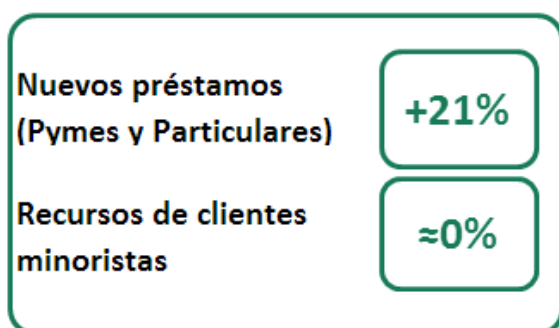 Nuevos préstamos
(Pymes y Particulares)
+21%
Recursos de clientes
minoristas
≈0%